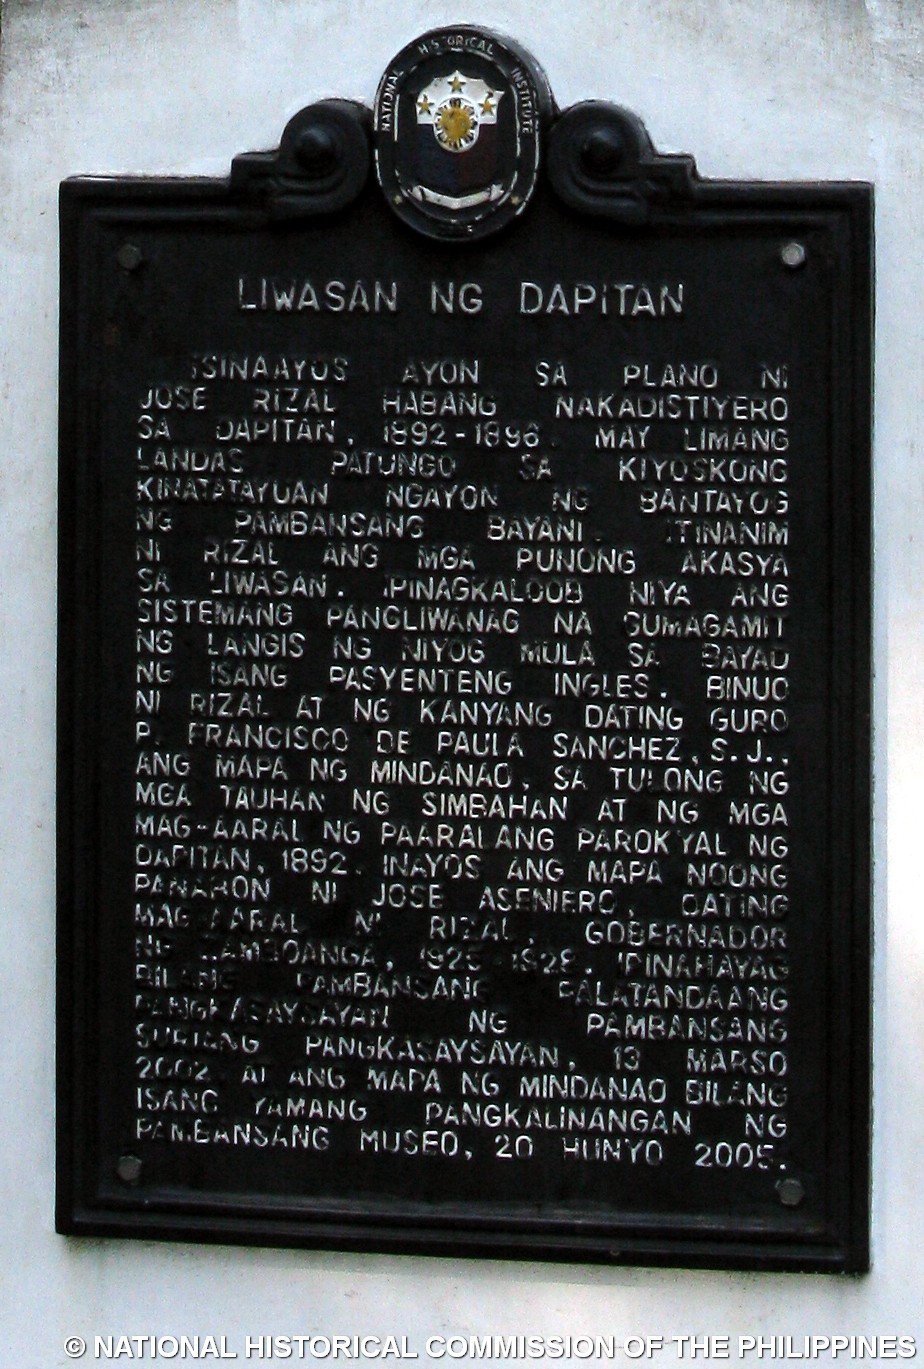 NATIONAL HISTORICAL INSTITUTE
LIWASAN NG DAPITAN
ISINAAYOS AYON SA PLANO NI
JOSE RIZAL HABANG NAKADISTIYERO
SA DAPITAN, 1892-1896. MAY LIMANG
LANDAS PATUNGO SA KIYOSKONG
KINATATAYUAN NGAYON NG BANTAYOG
NG PAMBANSANG BAYANI. ITINANIM
NI RIZAL ANG MGA PUNONG AKASYA
SA LIWASAN. IPINAGKALOOB NIYA ANG
SISTEMANG PANGLIWANAG NA GUMAGAMIT
NG LANGIS NG NIYOG MULA SA BAYAD
NG ISANG PASYENTENG INGLES. BINUO
NI RIZAL AT NG KANYANG DATING GURO
P. FRANCISCO DE PAULA SANCHEZ, S.J.,
ANG MAPA NG MINDANAO, SA TULONG NG
MGA TAUHAN NG SIMBAHAN AT NG MGA
MAG-AARAL NG PAARALANG PAROKYAL NG
DAPITAN, 1892. INAYOS ANG MAPA NOONG
PANAHON NI JOSE ASENIERO, DATING
MAG-AARAL NI RIZAL, GOBERNADOR
NG ZAMBOANGA, 1925-1928. IPINAHAYAG
BILANG PAMBANSANG PALATANDAANG
PANGKASAYSAYAN NG PAMBANSANG
SURIANG PANGKASAYSAYAN, 13 MARSO
2002 AT ANG MAPA NG MINDANAO BILANG
ISANG YAMANG PANGKALINANGAN NG
PAMBANSANG MUSEO, 20 HUNYO 2005.
© NATIONAL HISTORICAL COMMISSION OF THE PHILIPPINES